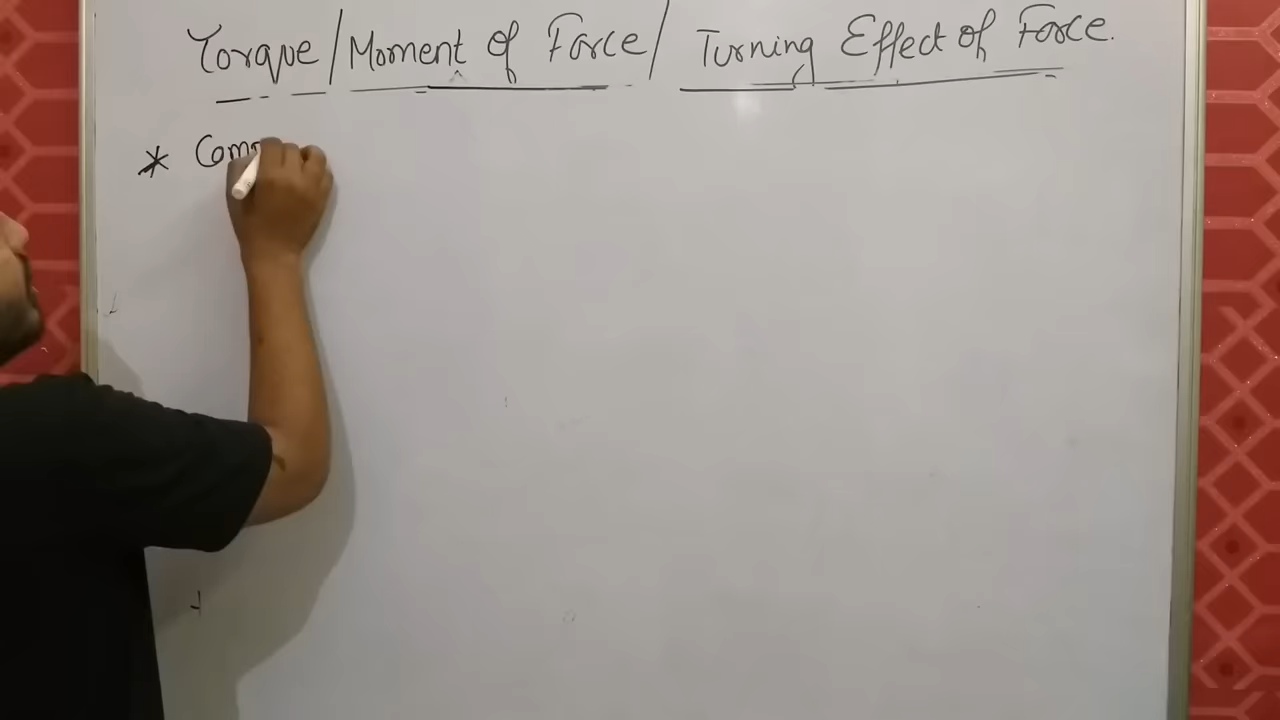 Torque / Moment of Force / Turning Effect of Force.
* Com